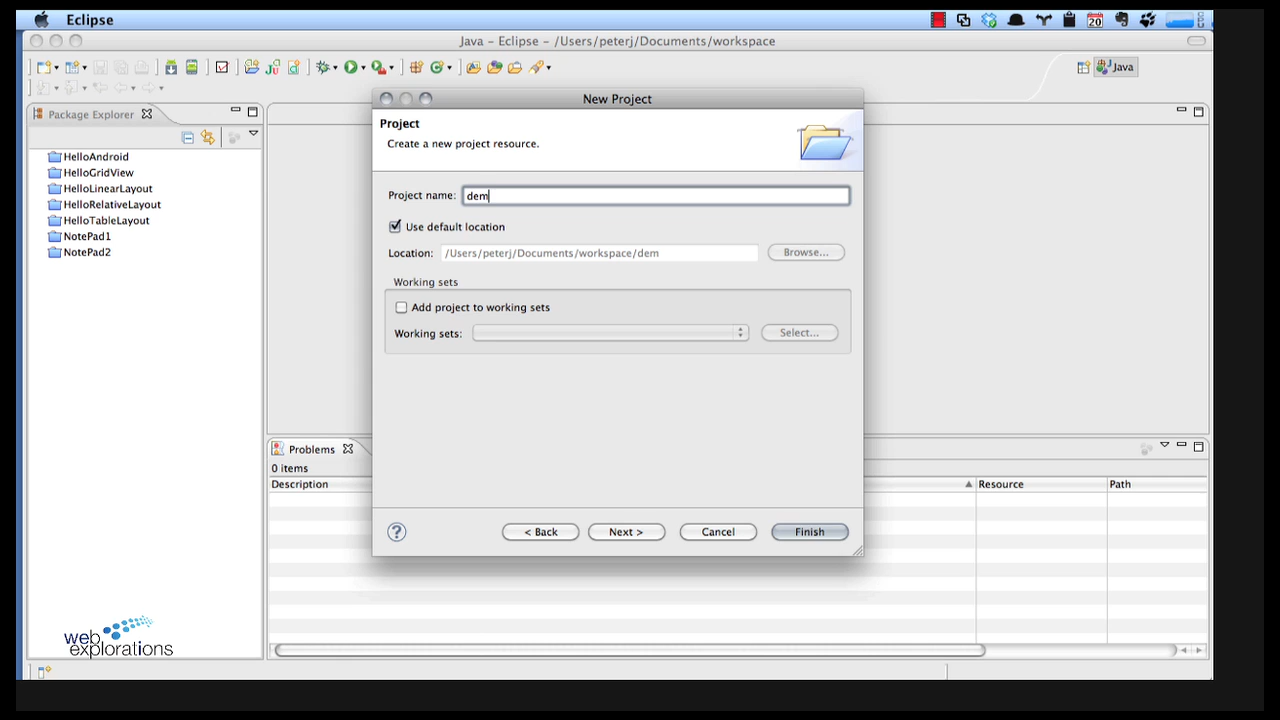 Eclipse
20
Java - Eclipse - /Users/peterj/Documents/workspace
Java
Package Explorer
HelloAndroid
HelloGridView
HelloLinearLayout
HelloRelativeLayout
HelloTableLayout
NotePad1
NotePad2
New Project
Project
Create a new project resource.
Project name: dem
Use default location
Location: /Users/peterj/Documents/workspace/dem Browse...
Working sets
Add project to working sets
Working sets: Select...
? < Back Next > Cancel Finish
Problems
0 items
Description Resource Path
web
explorations